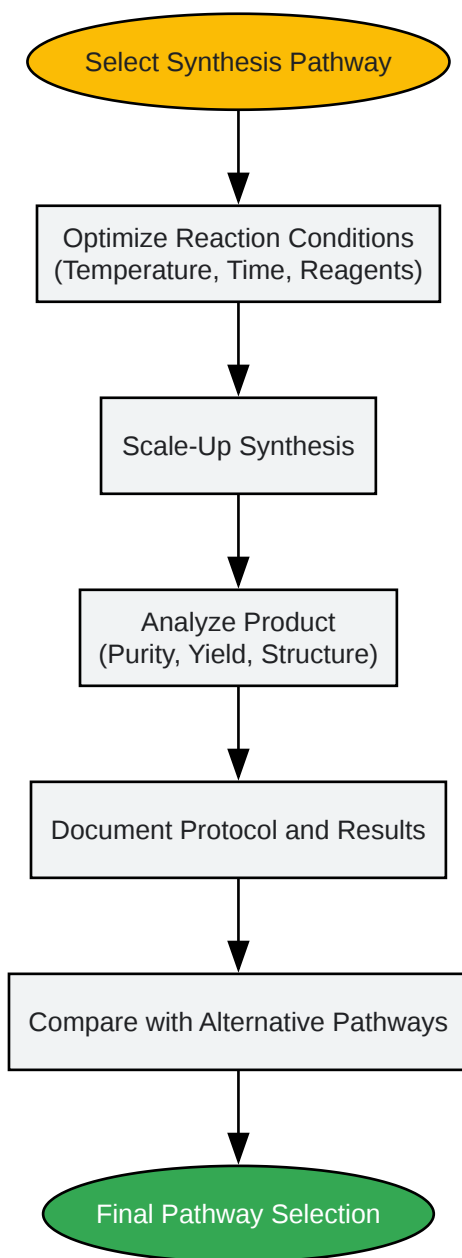 Select Synthesis Pathway
Optimize Reaction Conditions
(Temperature, Time, Reagents)
Scale-Up Synthesis
Analyze Product
(Purity, Yield, Structure)
Document Protocol and Results
Compare with Alternative Pathways
Final Pathway Selection